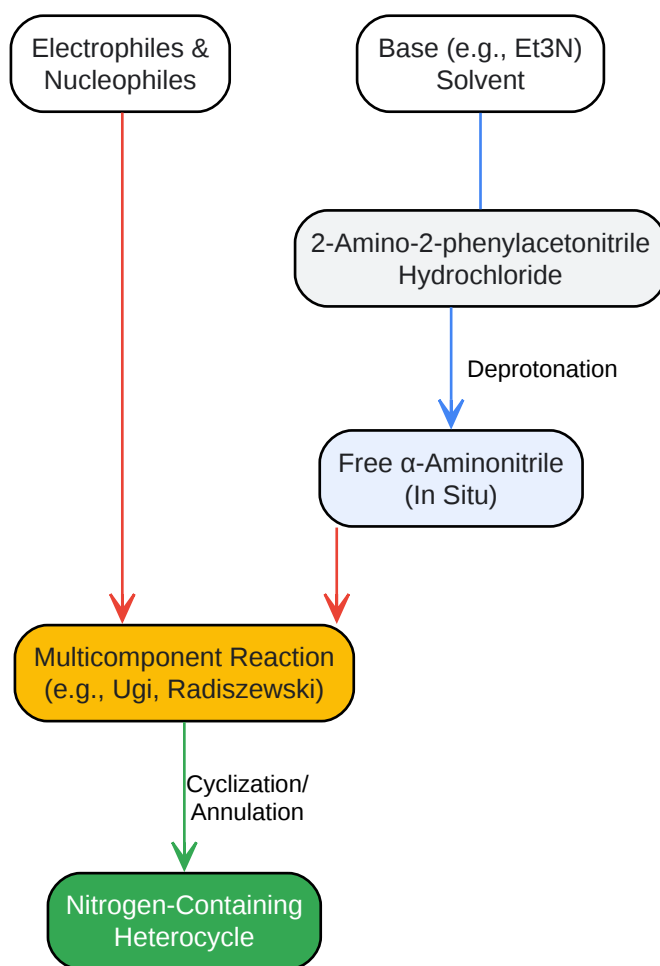 Electrophiles &
Nucleophiles
Base (e.g., Et3N)
Solvent
2-Amino-2-phenylacetonitrile
Hydrochloride
Deprotonation
Free α-Aminonitrile
(In Situ)
Multicomponent Reaction
(e.g., Ugi, Radiszewski)
Cyclization/
Annulation
Nitrogen-Containing
Heterocycle